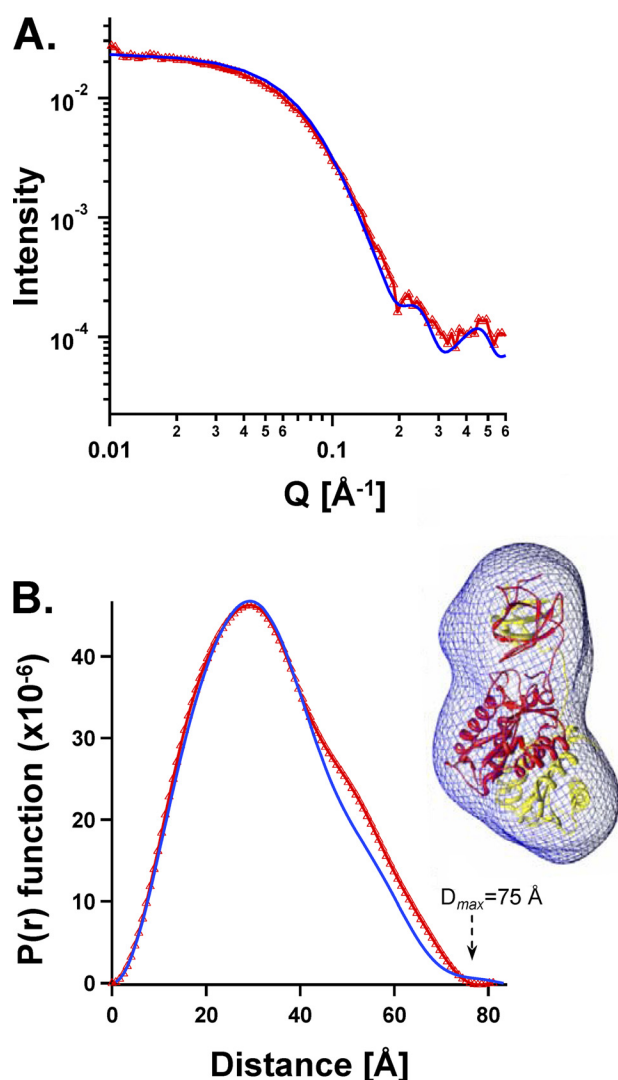 A.
10⁻²
10⁻³
10⁻⁴
Intensity
2 3 4 5 6 2 3 4 5 6
0.01 0.1
Q [Å⁻¹]
B.
40
30
20
10
0
P(r) function (x10⁻⁶)
Dmax=75 Å
0 20 40 60 80
Distance [Å]